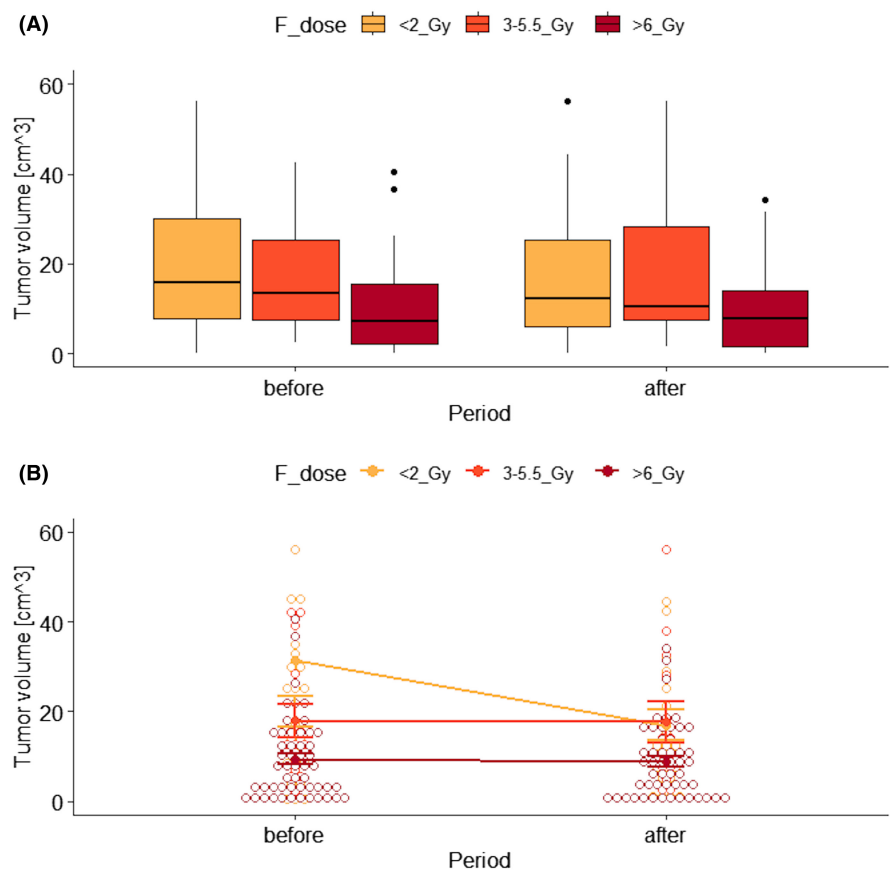 (A)
F_dose <2_Gy 3-5.5_Gy >6_Gy
60
40
20
0
Tumor volume [cm^3]
before after
Period
(B)
F_dose <2_Gy 3-5.5_Gy >6_Gy
60
40
20
0
Tumor volume [cm^3]
before after
Period